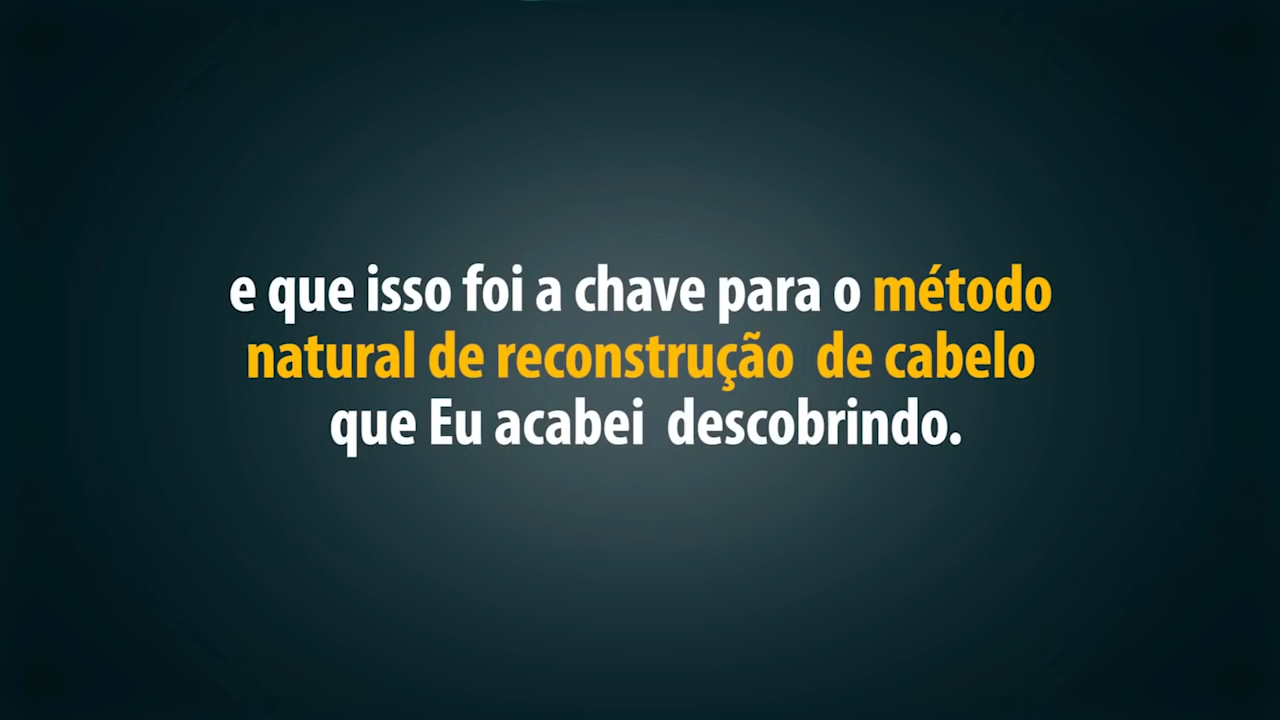 e que isso foi a chave para o método
natural de reconstrução  de cabelo
que Eu acabei  descobrindo.